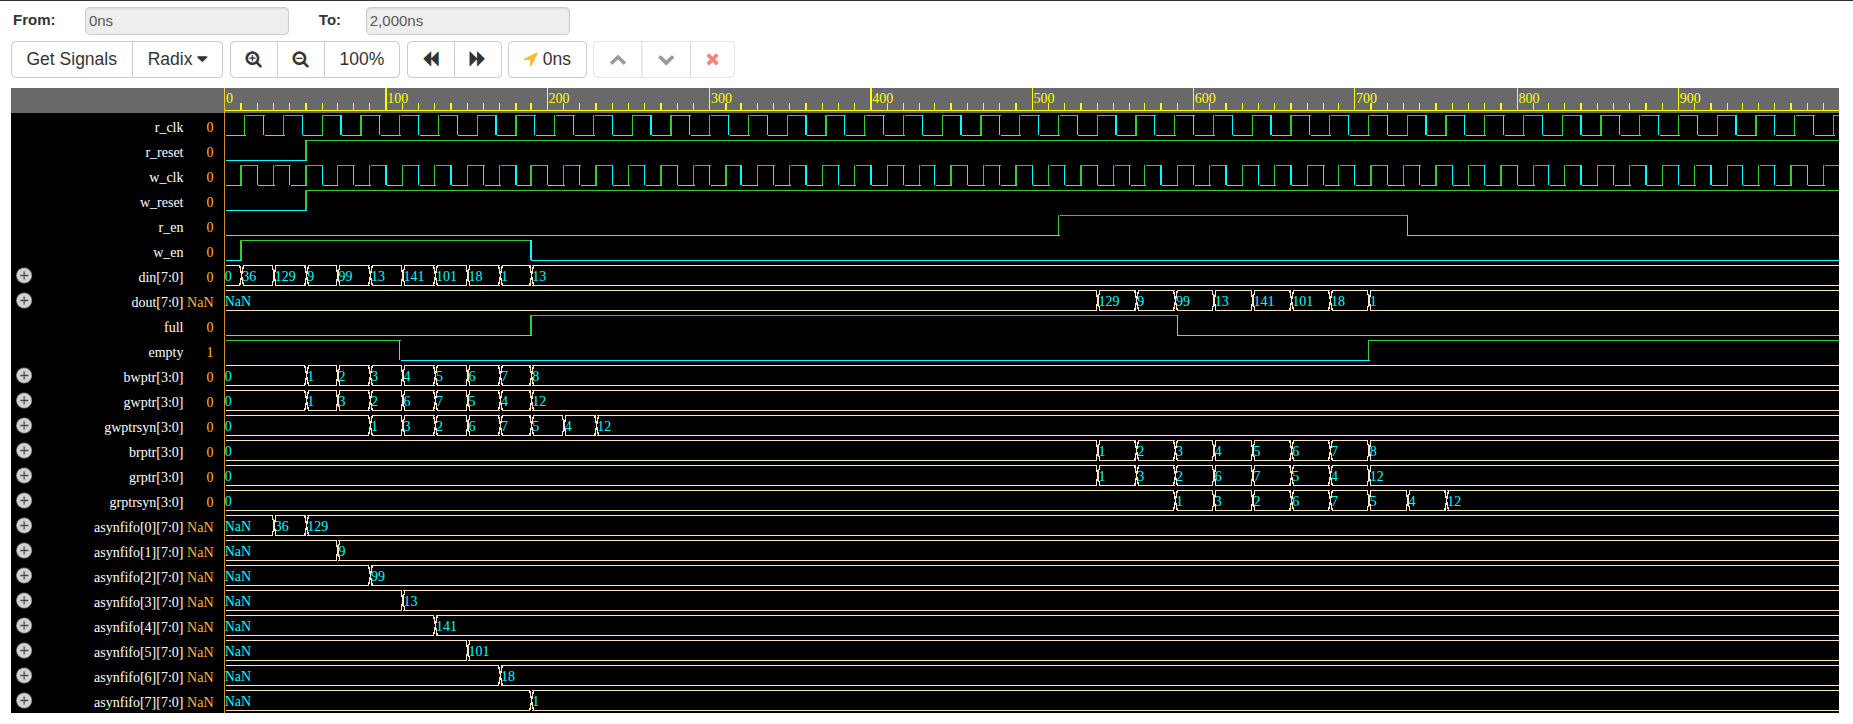 From: 0ns To: 2,000ns
Get Signals Radix 100% 0ns
0 100 200 300 400 500 600 700 800 900
r_clk 0
r_reset 0
w_clk 0
w_reset 0
r_en 0
w_en 0
din[7:0] 0 0 36 129 9 99 13 141 101 18 1 13
dout[7:0] NaN NaN 129 9 99 13 141 101 18 1
full 0
empty 1
bwptr[3:0] 0 0 1 2 3 4 5 6 7 8
gwptr[3:0] 0 0 1 3 2 6 7 5 4 12
gwptrsyn[3:0] 0 0 1 3 2 6 7 5 4 12
brptr[3:0] 0 0 1 2 3 4 5 6 7 8
grptr[3:0] 0 0 1 3 2 6 7 5 4 12
grptrsyn[3:0] 0 0 1 3 2 6 7 5 4 12
asynfifo[0][7:0] NaN NaN 36 129
asynfifo[1][7:0] NaN NaN 9
asynfifo[2][7:0] NaN NaN 99
asynfifo[3][7:0] NaN NaN 13
asynfifo[4][7:0] NaN NaN 141
asynfifo[5][7:0] NaN NaN 101
asynfifo[6][7:0] NaN NaN 18
asynfifo[7][7:0] NaN NaN 1